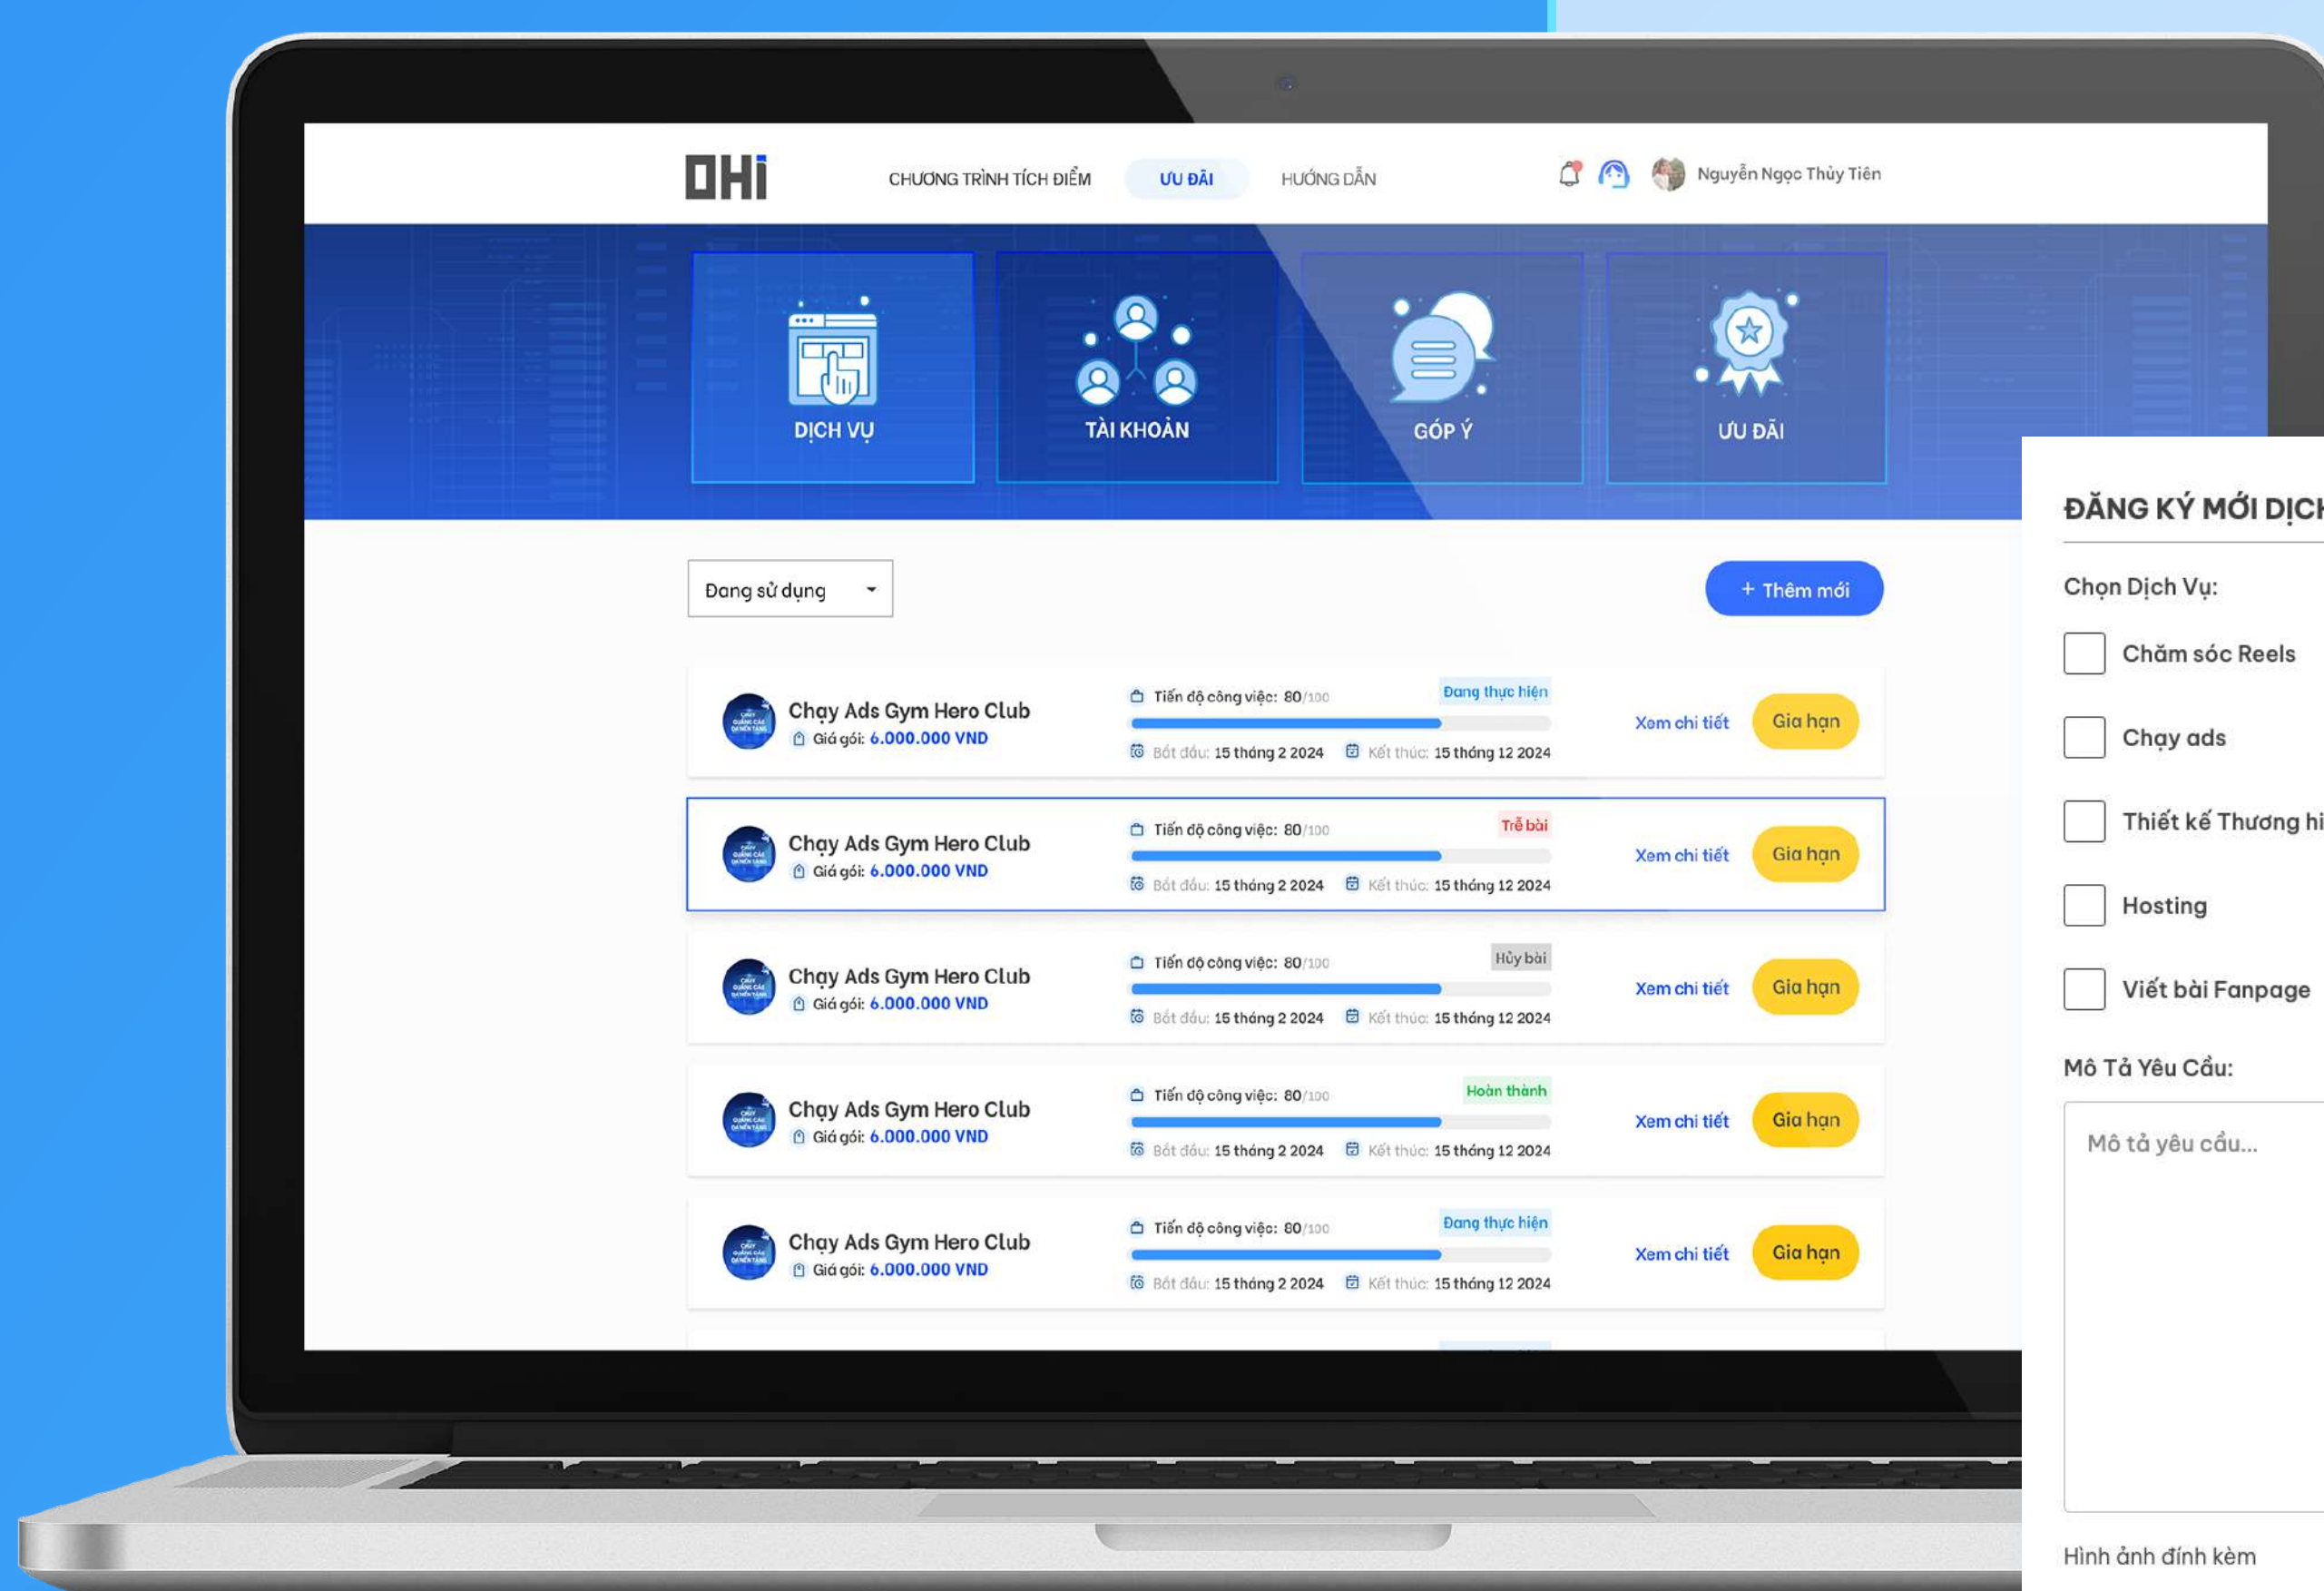 OHi
CHƯƠNG TRÌNH TÍCH ĐIỂM
ƯU ĐÃI
HƯỚNG DẪN
Nguyễn Ngọc Thủy Tiên
DỊCH VỤ
TÀI KHOẢN
GÓP Ý
ƯU ĐÃI
Đang sử dụng
+ Thêm mới
Chạy Ads Gym Hero Club
Giá gói: 6.000.000 VND
Tiến độ công việc: 80/100
Đang thực hiện
Bắt đầu: 15 tháng 2 2024
Kết thúc: 15 tháng 12 2024
Xem chi tiết
Gia hạn
Chạy Ads Gym Hero Club
Giá gói: 6.000.000 VND
Tiến độ công việc: 80/100
Trễ bài
Bắt đầu: 15 tháng 2 2024
Kết thúc: 15 tháng 12 2024
Xem chi tiết
Gia hạn
Chạy Ads Gym Hero Club
Giá gói: 6.000.000 VND
Tiến độ công việc: 80/100
Hủy bài
Bắt đầu: 15 tháng 2 2024
Kết thúc: 15 tháng 12 2024
Xem chi tiết
Gia hạn
Chạy Ads Gym Hero Club
Giá gói: 6.000.000 VND
Tiến độ công việc: 80/100
Hoàn thành
Bắt đầu: 15 tháng 2 2024
Kết thúc: 15 tháng 12 2024
Xem chi tiết
Gia hạn
Chạy Ads Gym Hero Club
Giá gói: 6.000.000 VND
Tiến độ công việc: 80/100
Đang thực hiện
Bắt đầu: 15 tháng 2 2024
Kết thúc: 15 tháng 12 2024
Xem chi tiết
Gia hạn
ĐĂNG KÝ MỚI DỊCH
Chọn Dịch Vụ:
Chăm sóc Reels
Chạy ads
Thiết kế Thương hi
Hosting
Viết bài Fanpage
Mô Tả Yêu Cầu:
Mô tả yêu cầu...
Hình ảnh đính kèm